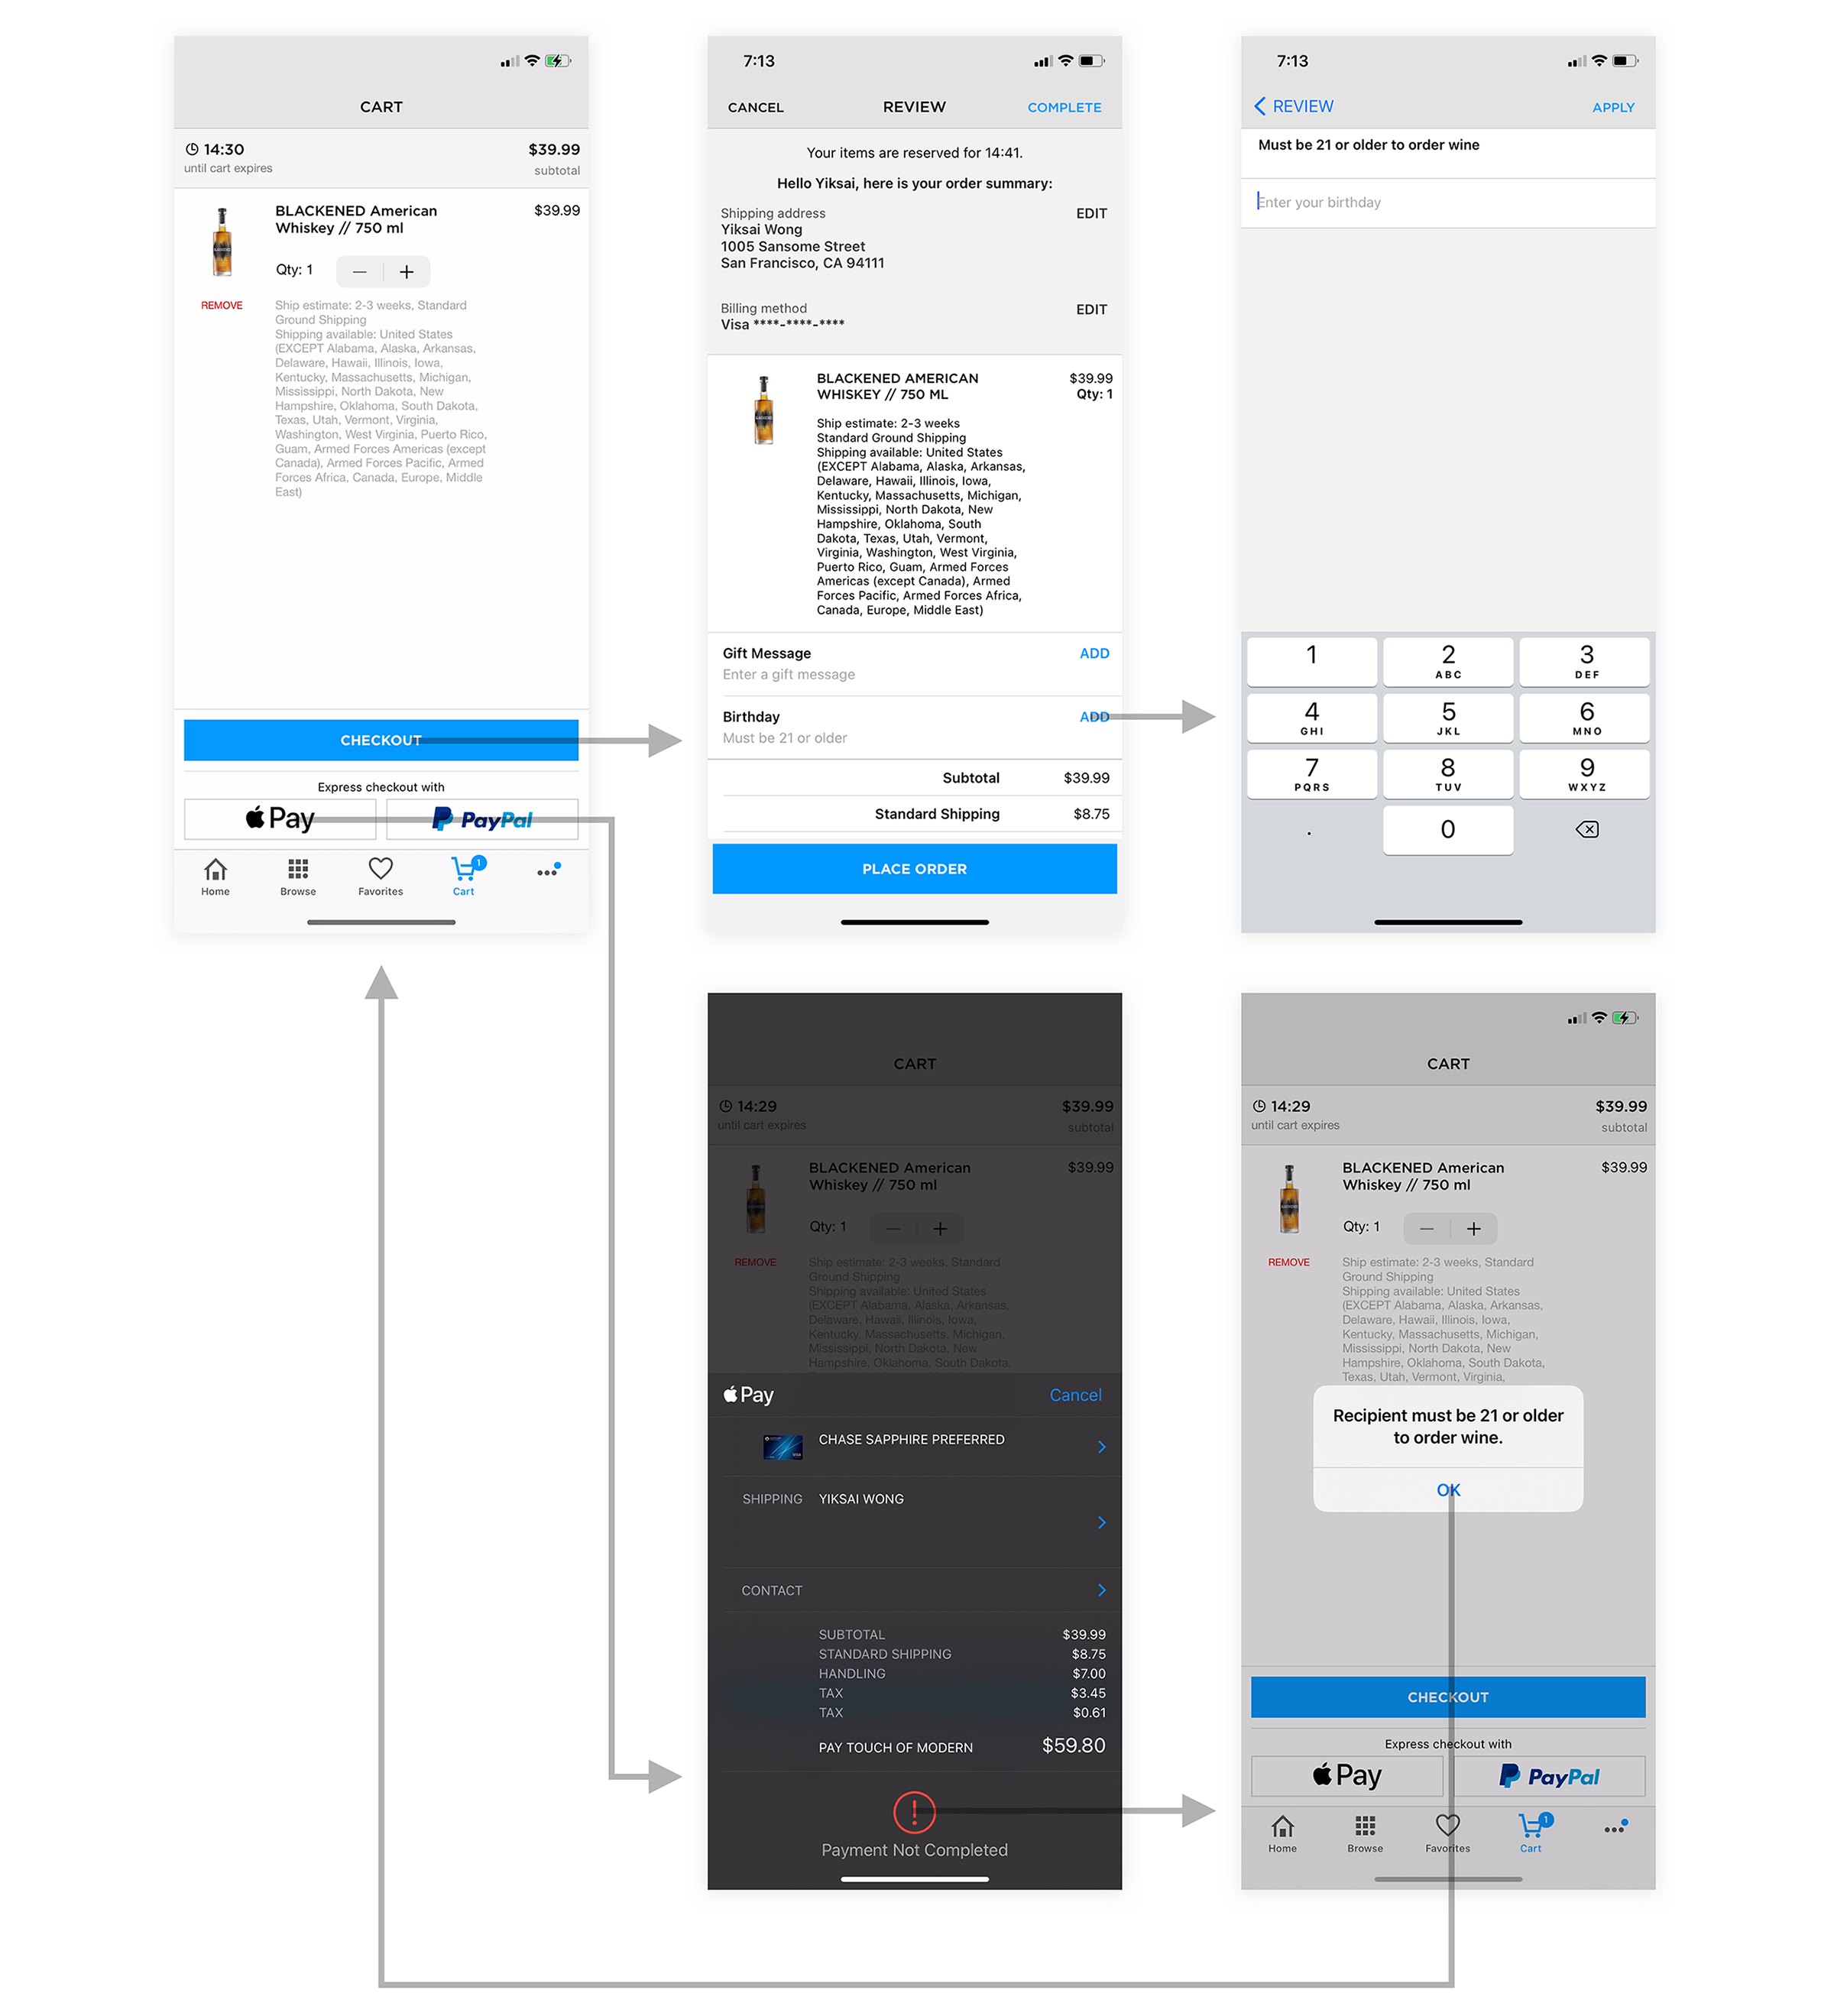 CART
14:30
$39.99
until cart expires
subtotal
BLACKENED American
Whiskey // 750 ml
$39.99
Qty: 1
REMOVE
Ship estimate: 2-3 weeks, Standard
Ground Shipping
Shipping available: United States
(EXCEPT Alabama, Alaska, Arkansas,
Delaware, Hawaii, Illinois, Iowa,
Kentucky, Massachusetts, Michigan,
Mississippi, North Dakota, New
Hampshire, Oklahoma, South Dakota,
Texas, Utah, Vermont, Virginia,
Washington, West Virginia, Puerto Rico,
Guam, Armed Forces Americas (except
Canada), Armed Forces Pacific, Armed
Forces Africa, Canada, Europe, Middle
East)
CHECKOUT
Express checkout with
Pay
PayPal
Home
Browse
Favorites
1
Cart
7:13
CANCEL
REVIEW
COMPLETE
Your items are reserved for 14:41.
Hello Yiksai, here is your order summary:
Shipping address
EDIT
Yiksai Wong
1005 Sansome Street
San Francisco, CA 94111
Billing method
EDIT
Visa ****-****-****
BLACKENED AMERICAN
WHISKEY // 750 ML
$39.99
Qty: 1
Ship estimate: 2-3 weeks
Standard Ground Shipping
Shipping available: United States
(EXCEPT Alabama, Alaska, Arkansas,
Delaware, Hawaii, Illinois, Iowa,
Kentucky, Massachusetts, Michigan,
Mississippi, North Dakota, New
Hampshire, Oklahoma, South
Dakota, Texas, Utah, Vermont,
Virginia, Washington, West Virginia,
Puerto Rico, Guam, Armed Forces
Americas (except Canada), Armed
Forces Pacific, Armed Forces Africa,
Canada, Europe, Middle East)
Gift Message
ADD
Enter a gift message
Birthday
ADD
Must be 21 or older
Subtotal
$39.99
Standard Shipping
$8.75
PLACE ORDER
7:13
REVIEW
APPLY
Must be 21 or older to order wine
Enter your birthday
1
2
ABC
3
DEF
4
GHI
5
JKL
6
MNO
7
PQRS
8
TUV
9
WXYZ
.
0
CART
14:29
$39.99
until cart expires
subtotal
BLACKENED American
Whiskey // 750 ml
$39.99
Qty: 1
REMOVE
Ship estimate: 2-3 weeks, Standard
Ground Shipping
Shipping available: United States
(EXCEPT Alabama, Alaska, Arkansas,
Delaware, Hawaii, Illinois, Iowa,
Kentucky, Massachusetts, Michigan,
Mississippi, North Dakota, New
Hampshire, Oklahoma, South Dakota,
Pay
Cancel
CHASE SAPPHIRE PREFERRED
SHIPPING
YIKSAI WONG
CONTACT
SUBTOTAL
$39.99
STANDARD SHIPPING
$8.75
HANDLING
$7.00
TAX
$3.45
TAX
$0.61
PAY TOUCH OF MODERN
$59.80
Payment Not Completed
CART
14:29
$39.99
until cart expires
subtotal
BLACKENED American
Whiskey // 750 ml
$39.99
Qty: 1
REMOVE
Ship estimate: 2-3 weeks, Standard
Ground Shipping
Shipping available: United States
(EXCEPT Alabama, Alaska, Arkansas,
Delaware, Hawaii, Illinois, Iowa,
Kentucky, Massachusetts, Michigan,
Mississippi, North Dakota, New
Hampshire, Oklahoma, South Dakota,
Texas, Utah, Vermont, Virginia,
Recipient must be 21 or older
to order wine.
OK
CHECKOUT
Express checkout with
Pay
PayPal
Home
Browse
Favorites
1
Cart